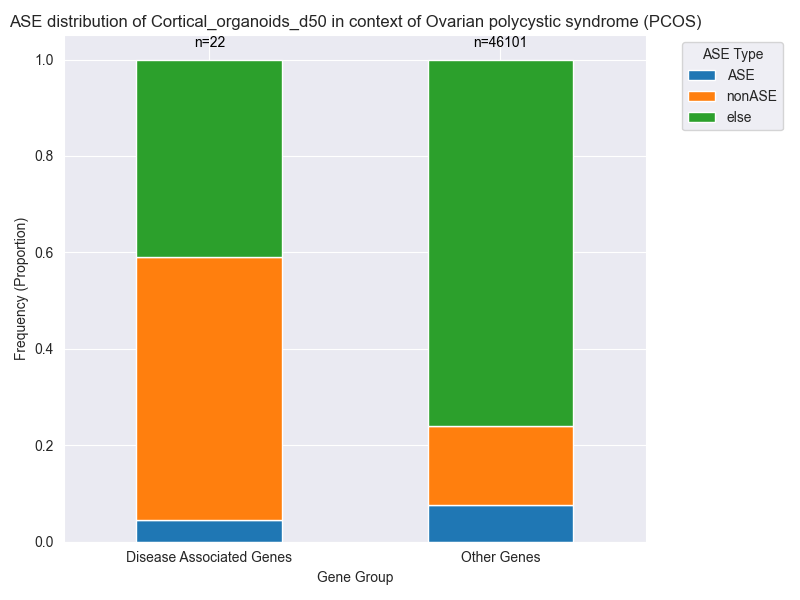 ASE distribution of Cortical_organoids_d50 in context of Ovarian polycystic syndrome (PCOS)
n=22
n=46101
ASE Type
ASE
nonASE
else
1.0
0.8
0.6
0.4
0.2
0.0
Frequency (Proportion)
Disease Associated Genes
Other Genes
Gene Group